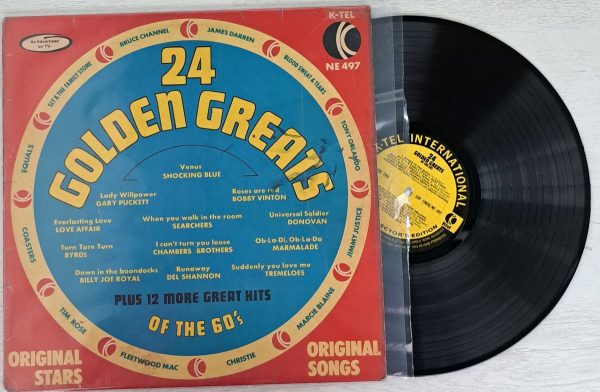 As Advertised
on TV
K-TEL
K
NE 497
BRUCE CHANNEL
JAMES DARREN
SLY & THE FAMILY STONE
BLOOD SWEAT & TEARS
24
GOLDEN GREATS
EQUALS
TONY ORLANDO
Venus
SHOCKING BLUE
Lady Willpower
GARY PUCKETT
Roses are red
BOBBY VINTON
Everlasting Love
LOVE AFFAIR
When you walk in the room
SEARCHERS
Universal Soldier
DONOVAN
COASTERS
JIMMY JUSTICE
Turn Turn Turn
BYRDS
I can't turn you loose
CHAMBERS BROTHERS
Ob-La-Di, Ob-La-Da
MARMALADE
Down in the boondocks
BILLY JOE ROYAL
Runaway
DEL SHANNON
Suddenly you love me
TREMELOES
PLUS 12 MORE GREAT HITS
OF THE 60's
TIM ROSE
FLEETWOOD MAC
CHRISTIE
MARCIE BLAINE
ORIGINAL
STARS
ORIGINAL
SONGS
K-TEL INTERNATIONAL
24
GOLDEN GREATS